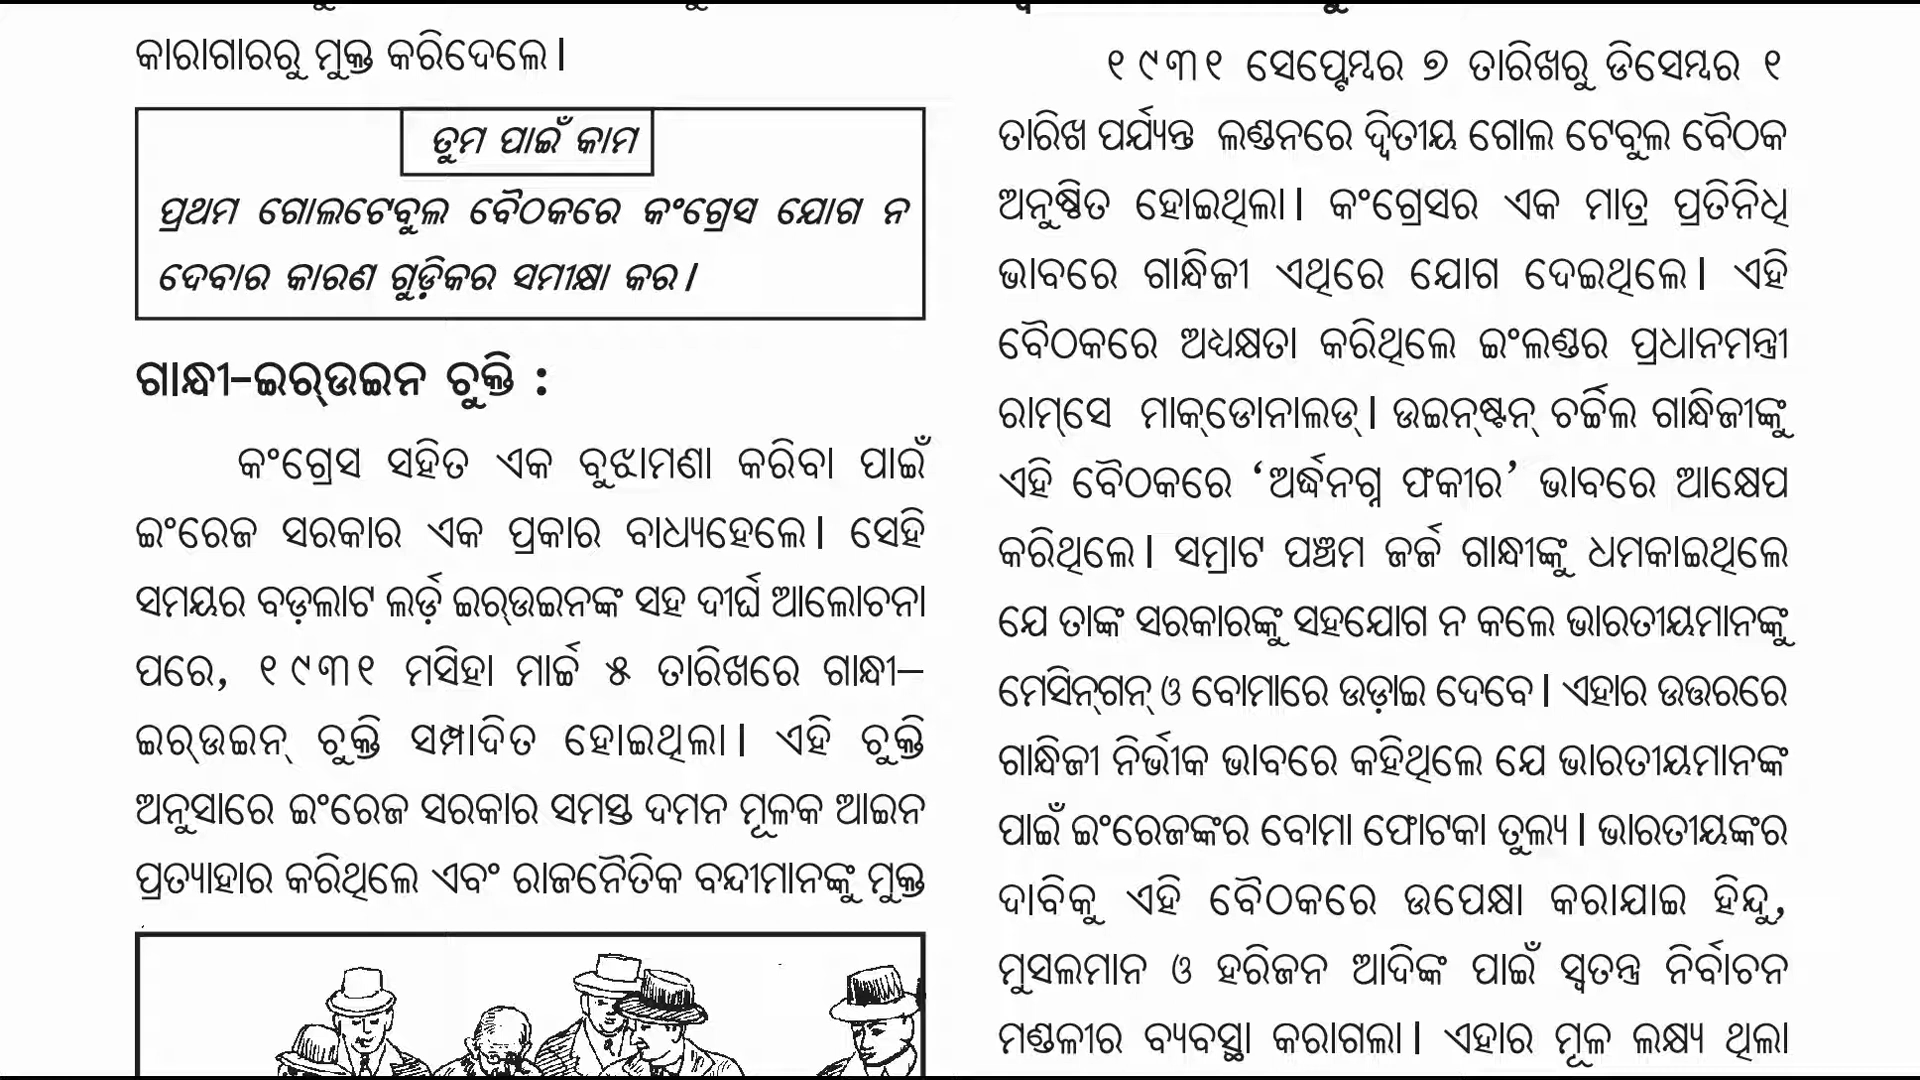 କାରାଗାରରୁ ମୁକ୍ତ କରିଦେଲେ।
ତୁମ ପାଇଁ କାମ
ପ୍ରଥମ ଗୋଲଟେବୁଲ ବୈଠକରେ କଂଗ୍ରେସ ଯୋଗ ନ
ଦେବାର କାରଣ ଗୁଡ଼ିକର ସମୀକ୍ଷା କର।
ଗାନ୍ଧୀ-ଇର୍‌ଉଇନ ଚୁକ୍ତି :
କଂଗ୍ରେସ ସହିତ ଏକ ବୁଝାମଣା କରିବା ପାଇଁ
ଇଂରେଜ ସରକାର ଏକ ପ୍ରକାର ବାଧ୍ୟହେଲେ। ସେହି
ସମୟର ବଡ଼ଲାଟ ଲର୍ଡ଼ ଇର୍‌ଉଇନଙ୍କ ସହ ଦୀର୍ଘ ଆଲୋଚନା
ପରେ, ୧୯୩୧ ମସିହା ମାର୍ଚ୍ଚ ୫ ତାରିଖରେ ଗାନ୍ଧୀ-
ଇର୍‌ଉଇନ୍ ଚୁକ୍ତି ସମ୍ପାଦିତ ହୋଇଥିଲା। ଏହି ଚୁକ୍ତି
ଅନୁସାରେ ଇଂରେଜ ସରକାର ସମସ୍ତ ଦମନ ମୂଳକ ଆଇନ
ପ୍ରତ୍ୟାହାର କରିଥିଲେ ଏବଂ ରାଜନୈତିକ ବନ୍ଦୀମାନଙ୍କୁ ମୁକ୍ତ
୧୯୩୧ ସେପ୍ଟେମ୍ବର ୭ ତାରିଖରୁ ଡିସେମ୍ବର ୧
ତାରିଖ ପର୍ଯ୍ୟନ୍ତ ଲଣ୍ଡନରେ ଦ୍ୱିତୀୟ ଗୋଲ ଟେବୁଲ ବୈଠକ
ଅନୁଷ୍ଠିତ ହୋଇଥିଲା। କଂଗ୍ରେସର ଏକ ମାତ୍ର ପ୍ରତିନିଧି
ଭାବରେ ଗାନ୍ଧିଜୀ ଏଥିରେ ଯୋଗ ଦେଇଥିଲେ। ଏହି
ବୈଠକରେ ଅଧ୍ୟକ୍ଷତା କରିଥିଲେ ଇଂଲଣ୍ଡର ପ୍ରଧାନମନ୍ତ୍ରୀ
ରାମ୍‌ସେ ମାକ୍‌ଡୋନାଲଡ୍। ଉଇନ୍‌ଷ୍ଟନ୍ ଚର୍ଚ୍ଚିଲ ଗାନ୍ଧିଜୀଙ୍କୁ
ଏହି ବୈଠକରେ ‘ଅର୍ଦ୍ଧନଗ୍ନ ଫକୀର’ ଭାବରେ ଆକ୍ଷେପ
କରିଥିଲେ। ସମ୍ରାଟ ପଞ୍ଚମ ଜର୍ଜ ଗାନ୍ଧୀଙ୍କୁ ଧମକାଇଥିଲେ
ଯେ ତାଙ୍କ ସରକାରଙ୍କୁ ସହଯୋଗ ନ କଲେ ଭାରତୀୟମାନଙ୍କୁ
ମେସିନ୍‌ଗନ୍ ଓ ବୋମାରେ ଉଡ଼ାଇ ଦେବେ। ଏହାର ଉତ୍ତରରେ
ଗାନ୍ଧିଜୀ ନିର୍ଭୀକ ଭାବରେ କହିଥିଲେ ଯେ ଭାରତୀୟମାନଙ୍କ
ପାଇଁ ଇଂରେଜଙ୍କର ବୋମା ଫୋଟକା ତୁଲ୍ୟ। ଭାରତୀୟଙ୍କର
ଦାବିକୁ ଏହି ବୈଠକରେ ଉପେକ୍ଷା କରାଯାଇ ହିନ୍ଦୁ,
ମୁସଲମାନ ଓ ହରିଜନ ଆଦିଙ୍କ ପାଇଁ ସ୍ୱତନ୍ତ୍ର ନିର୍ବାଚନ
ମଣ୍ଡଳୀର ବ୍ୟବସ୍ଥା କରାଗଲା। ଏହାର ମୂଳ ଲକ୍ଷ୍ୟ ଥିଲା